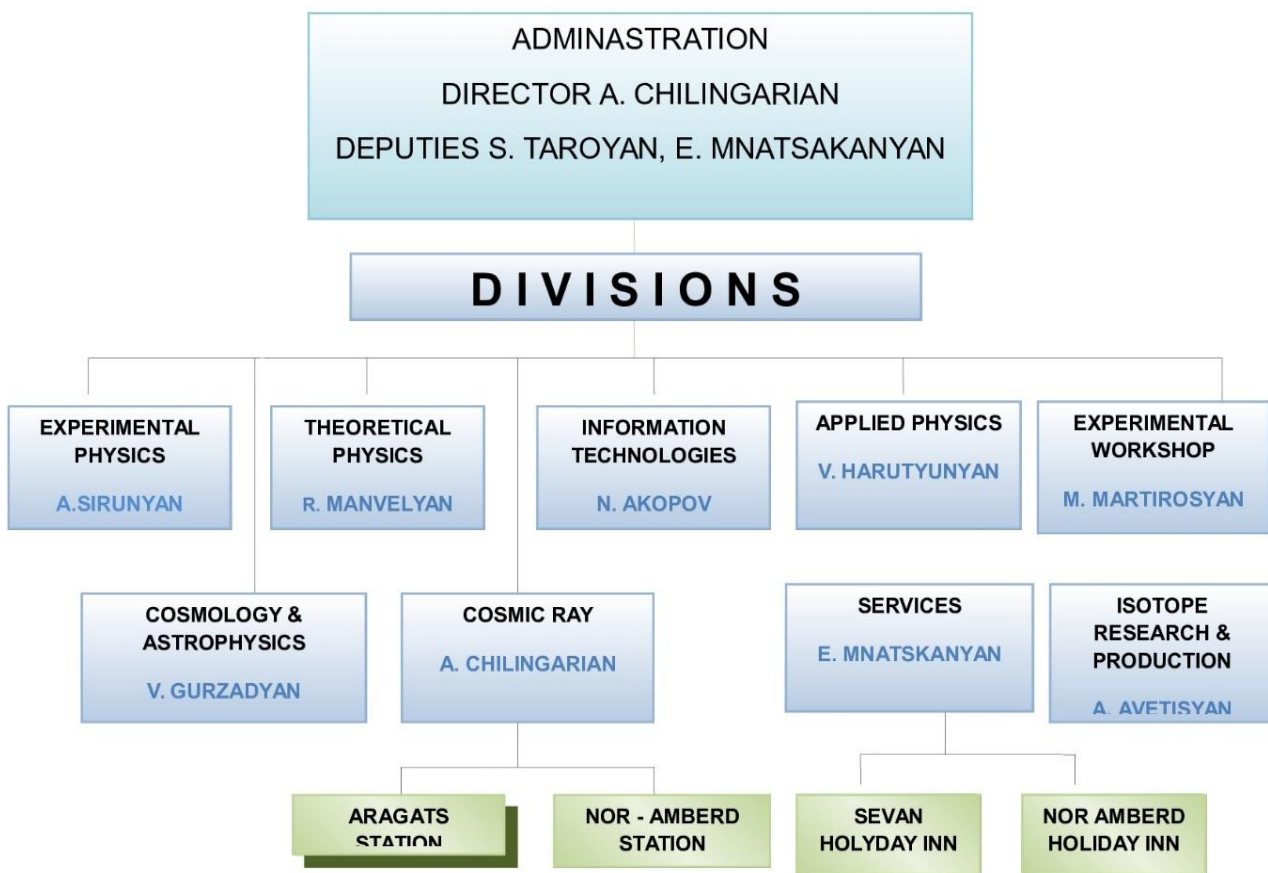 ADMINASTRATION
DIRECTOR A. CHILINGARIAN
DEPUTIES S. TAROYAN, E. MNATSAKANYAN
DIVISIONS
EXPERIMENTAL
PHYSICS
A.SIRUNYAN
THEORETICAL
PHYSICS
R. MANVELYAN
INFORMATION
TECHNOLOGIES
N. AKOPOV
APPLIED PHYSICS
V. HARUTYUNYAN
EXPERIMENTAL
WORKSHOP
M. MARTIROSYAN
COSMOLOGY &
ASTROPHYSICS
V. GURZADYAN
COSMIC RAY
A. CHILINGARIAN
SERVICES
E. MNATSKANYAN
ISOTOPE
RESEARCH &
PRODUCTION
A. AVETISYAN
ARAGATS
STATION
NOR - AMBERD
STATION
SEVAN
HOLYDAY INN
NOR AMBERD
HOLIDAY INN